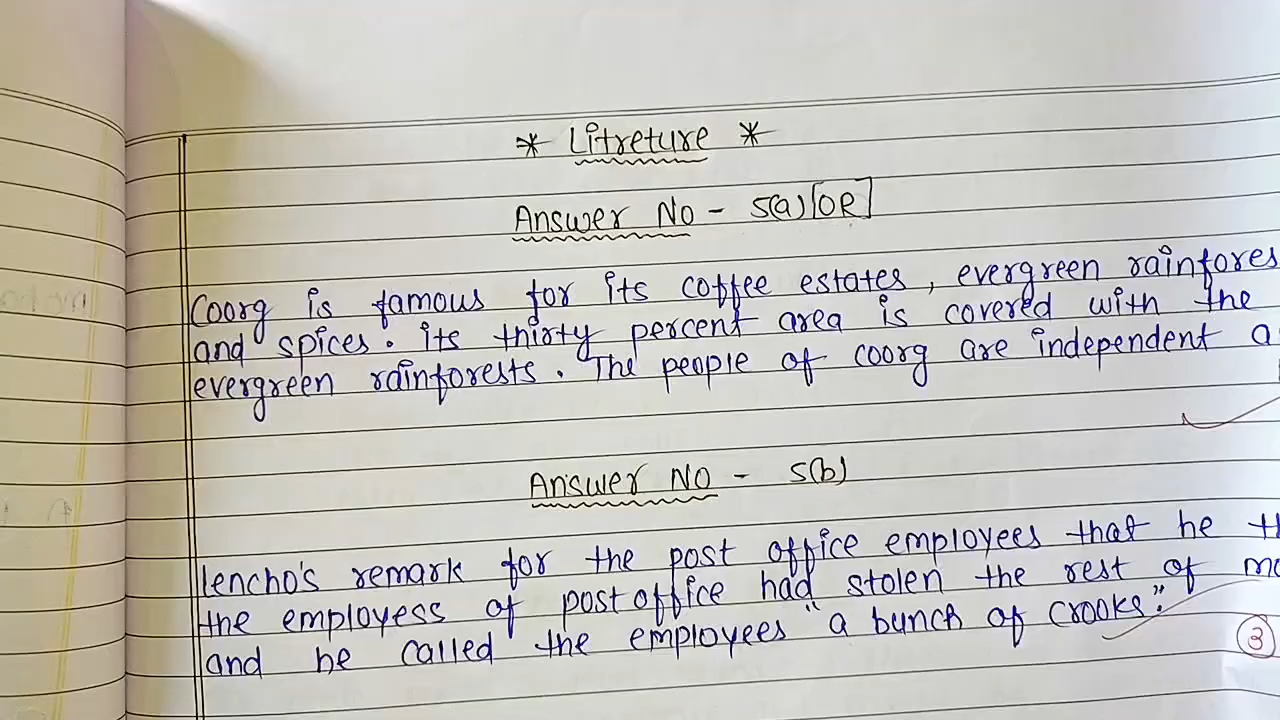 * Litreture *
Answer No - 5(a) [OR]
Coorg is famous for its coffee estates, evergreen rainfores
and spices. its thirty percent area is covered with the
evergreen rainforests. The people of coorg are independent a
Answer NO - 5(b)
lencho's remark for the post office employees that he th
the employess of post office had stolen the rest of mo
and he called the employees "a bunch of crooks".
3